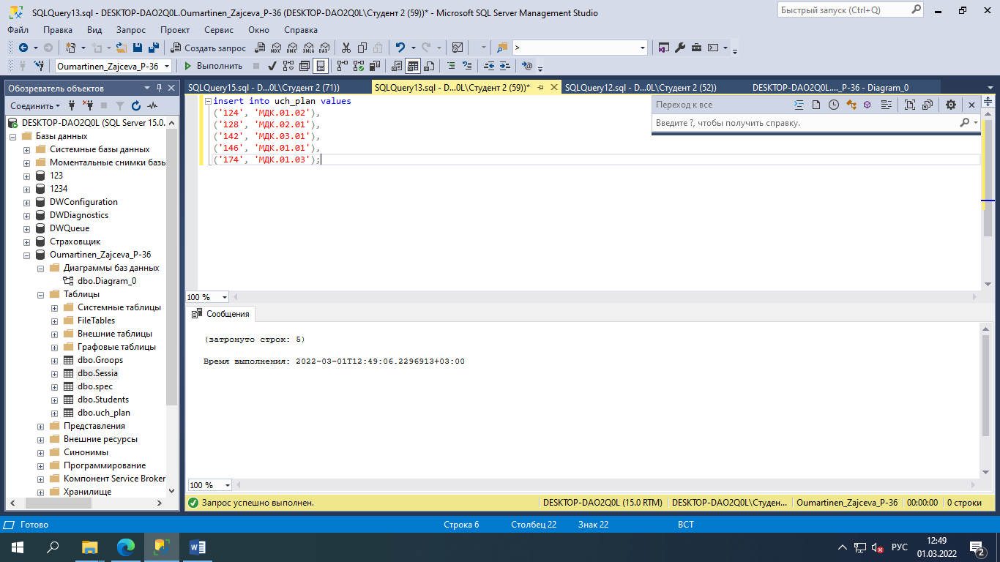 SQLQuery13.sql - DESKTOP-DAO2Q0L.Oumartinen_Zajceva_P-36 (DESKTOP-DAO2Q0L\Студент 2 (59))* - Microsoft SQL Server Management Studio
Быстрый запуск (Ctrl+Q)
Файл Правка Вид Запрос Проект Сервис Окно Справка
Создать запрос MDX DMX XMLA DAX >
Oumartinen_Zajceva_P-36 Выполнить
Обозреватель объектов
Соединить
DESKTOP-DAO2Q0L (SQL Server 15.0.
Базы данных
Системные базы данных
Моментальные снимки базы
123
1234
DWConfiguration
DWDiagnostics
DWQueue
Страховщик
Oumartinen_Zajceva_P-36
Диаграммы баз данных
dbo.Diagram_0
Таблицы
Системные таблицы
FileTables
Внешние таблицы
Графовые таблицы
dbo.Groops
dbo.Sessia
dbo.spec
dbo.Students
dbo.uch_plan
Представления
Внешние ресурсы
Синонимы
Программирование
Компонент Service Broker
Хранилище
SQLQuery15.sql - D...0L\Студент 2 (71)) SQLQuery13.sql - D...0L\Студент 2 (59))* SQLQuery12.sql - D...0L\Студент 2 (52)) DESKTOP-DAO2Q0L...._P-36 - Diagram_0
insert into uch_plan values
('124', 'МДК.01.02'),
('128', 'МДК.02.01'),
('142', 'МДК.03.01'),
('146', 'МДК.01.01'),
('174', 'МДК.01.03');
Переход к все
Введите ?, чтобы получить справку.
100 %
Сообщения
(затронуто строк: 5)
Время выполнения: 2022-03-01T12:49:06.2296913+03:00
100 %
Запрос успешно выполнен. DESKTOP-DAO2Q0L (15.0 RTM) DESKTOP-DAO2Q0L\Студен... Oumartinen_Zajceva_P-36 00:00:00 0 строки
Готово Строка 6 Столбец 22 Знак 22 ВСТ
РУС 12:49
01.03.2022 2